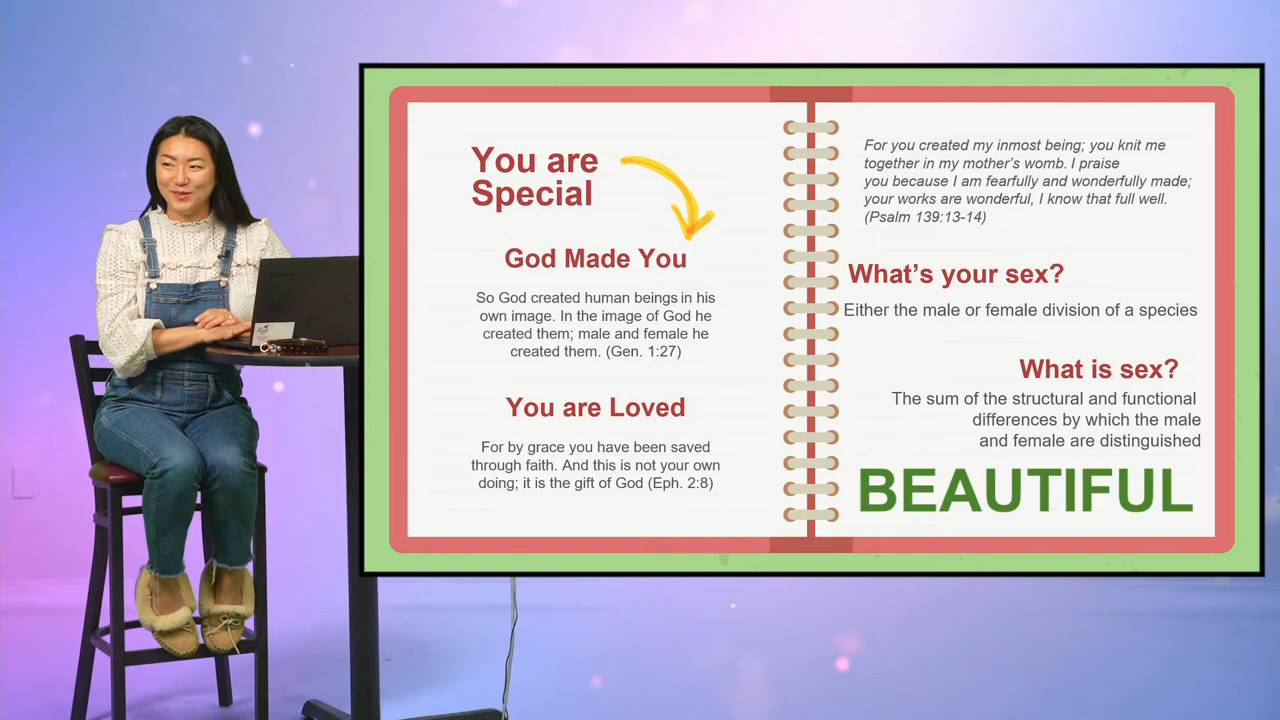 You are
Special
God Made You
So God created human beings in his
own image. In the image of God he
created them; male and female he
created them. (Gen. 1:27)
You are Loved
For by grace you have been saved
through faith. And this is not your own
doing; it is the gift of God (Eph. 2:8)
For you created my inmost being; you knit me
together in my mother’s womb. I praise
you because I am fearfully and wonderfully made;
your works are wonderful, I know that full well.
(Psalm 139:13-14)
What’s your sex?
Either the male or female division of a species
What is sex?
The sum of the structural and functional
differences by which the male
and female are distinguished
BEAUTIFUL